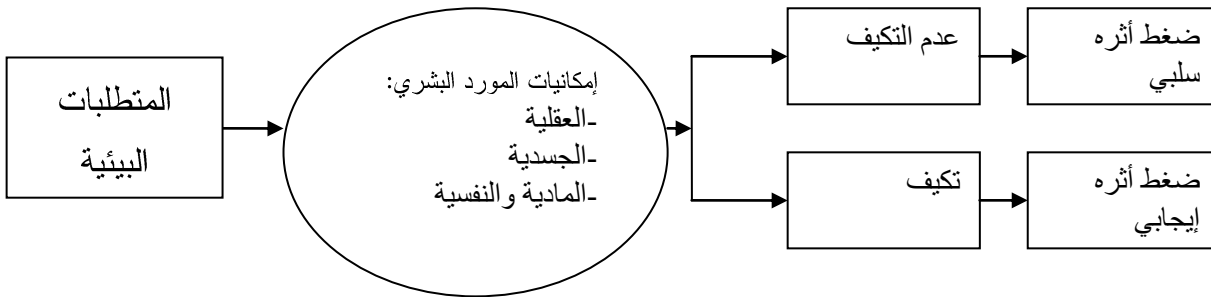 المتطلبات
البيئية
إمكانيات المورد البشري:
-العقلية
-الجسدية
-المادية والنفسية
عدم التكيف
ضغط أثره
سلبي
تكيف
ضغط أثره
إيجابي